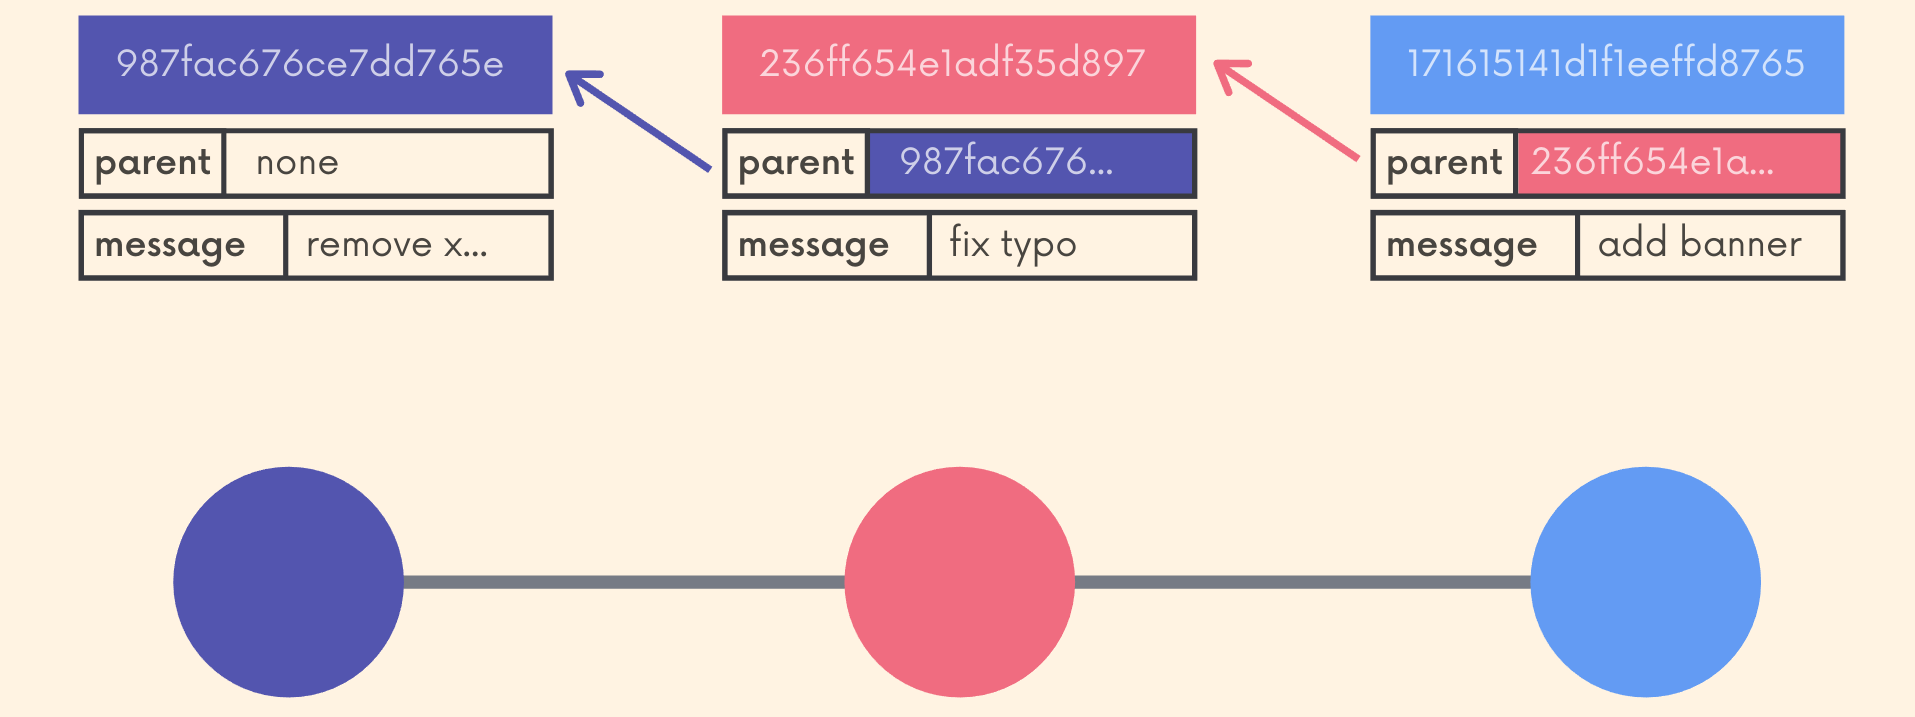 987fac676ce7dd765e
parent none
message remove x...
236ff654e1adf35d897
parent 987fac676...
message fix typo
171615141d1f1eeffd8765
parent 236ff654e1a...
message add banner